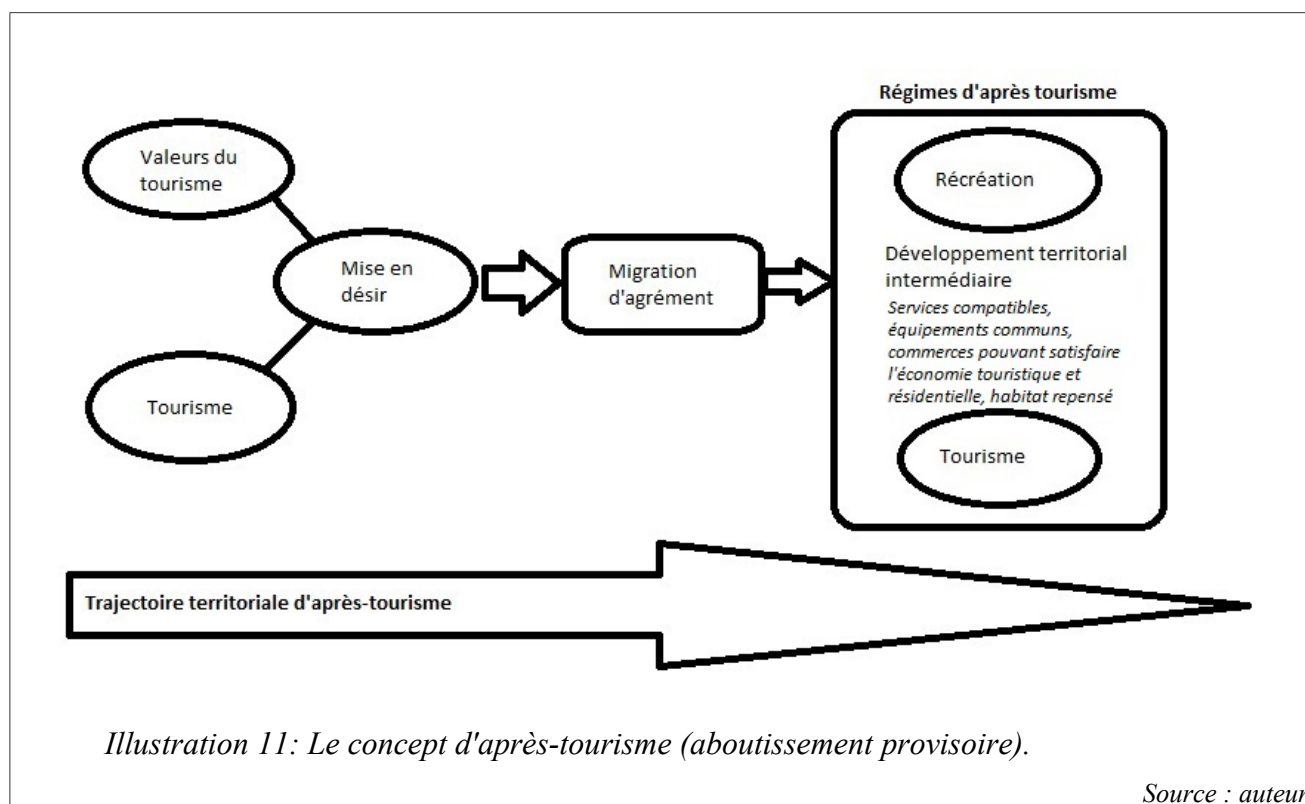 Régimes d'après tourisme
Valeurs du
tourisme
Tourisme
Mise en
désir
Migration
d'agrément
Récréation
Développement territorial
intermédiaire
Services compatibles,
équipements communs,
commerces pouvant satisfaire
l'économie touristique et
résidentielle, habitat repensé
Tourisme
Trajectoire territoriale d'après-tourisme
Illustration 11: Le concept d'après-tourisme (aboutissement provisoire).
Source : auteur